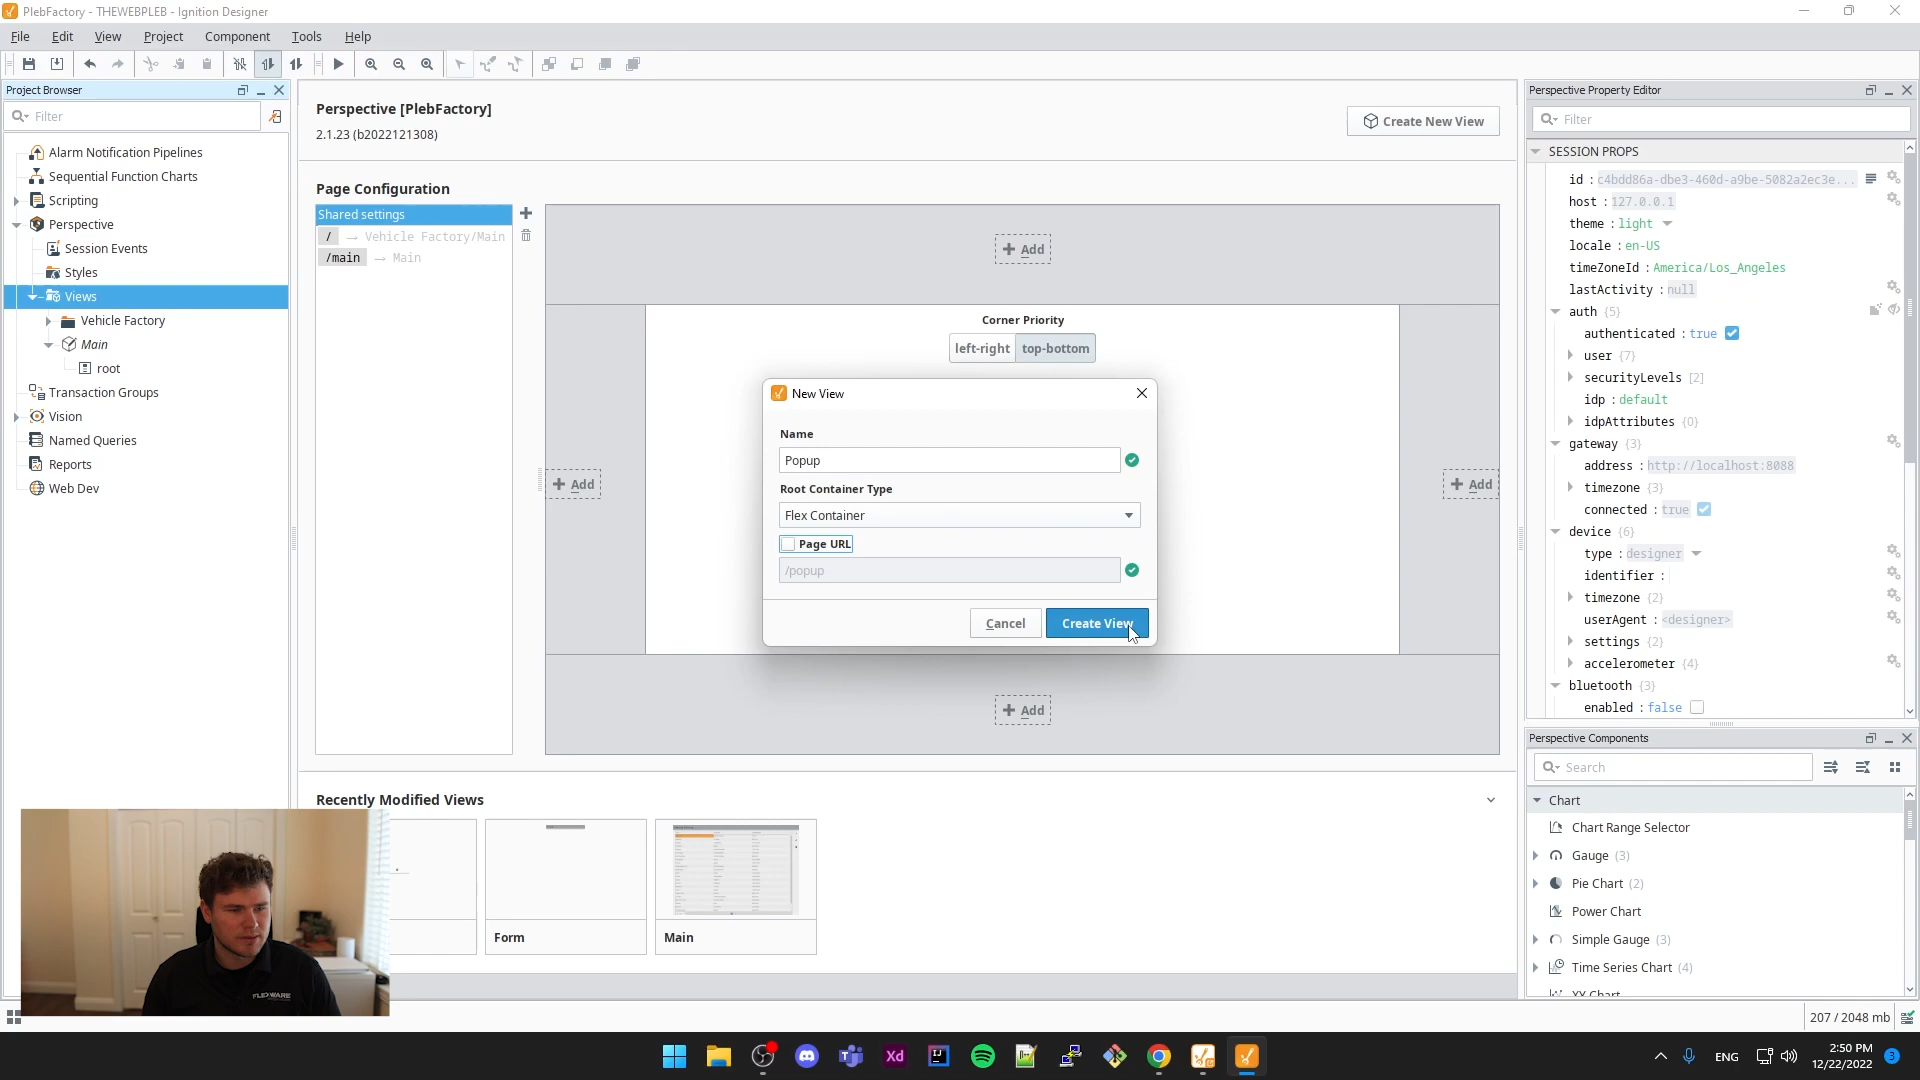 PlebFactory - THEWEBPLEB - Ignition Designer
File Edit View Project Component Tools Help
Project Browser
Filter
Alarm Notification Pipelines
Sequential Function Charts
Scripting
Perspective
Session Events
Styles
Views
Vehicle Factory
Main
root
Transaction Groups
Vision
Named Queries
Reports
Web Dev
Perspective [PlebFactory]
2.1.23 (b2022121308)
Create New View
Page Configuration
Shared settings
/ → Vehicle Factory/Main
/main → Main
Add
Corner Priority
left-right top-bottom
Add
Add
Add
New View
Name
Popup
Root Container Type
Flex Container
Page URL
/popup
Cancel
Create View
Recently Modified Views
Form
Main
Perspective Property Editor
Filter
SESSION PROPS
id : c4bdd86a-dbe3-460d-a9be-5082a2ec3e...
host : 127.0.0.1
theme : light
locale : en-US
timeZoneId : America/Los_Angeles
lastActivity : null
auth {5}
authenticated : true
user {7}
securityLevels [2]
idp : default
idpAttributes {0}
gateway {3}
address : http://localhost:8088
timezone {3}
connected : true
device {6}
type : designer
identifier :
timezone {2}
userAgent : <designer>
settings {2}
accelerometer {4}
bluetooth {3}
enabled : false
Perspective Components
Search
Chart
Chart Range Selector
Gauge (3)
Pie Chart (2)
Power Chart
Simple Gauge (3)
Time Series Chart (4)
XY Chart
207 / 2048 mb
FLEXWARE
Xd
IJ
ENG
2:50 PM
12/22/2022
3